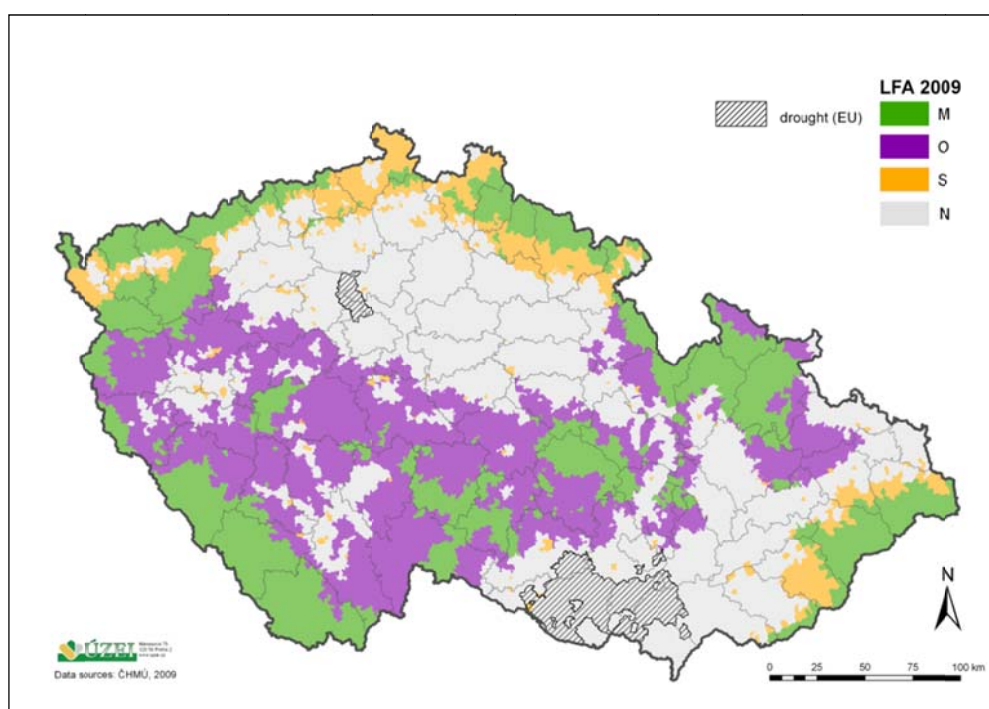 LFA 2009
drought (EU)
M
O
S
N
N
ÚZEI
Data sources: ČHMÚ, 2009
0 25 50 75 100 km